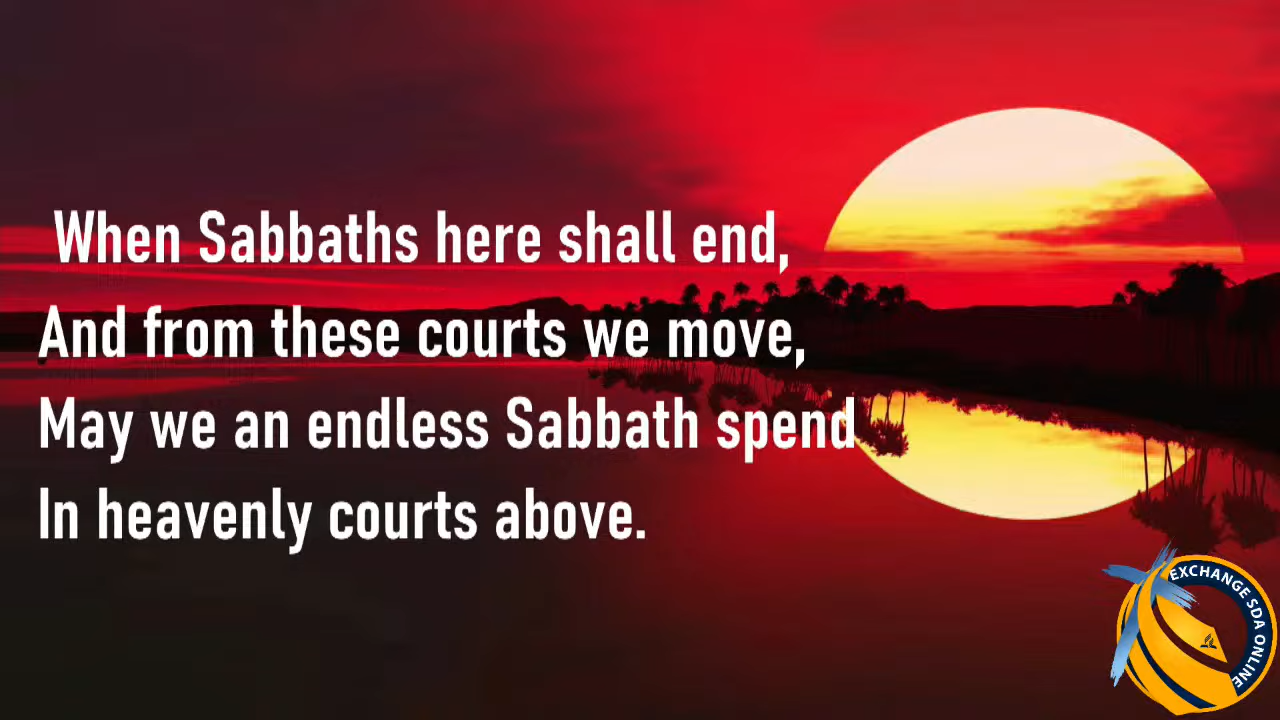 When Sabbaths here shall end,
And from these courts we move,
May we an endless Sabbath spend
In heavenly courts above.
EXCHANGE SDA ONLINE